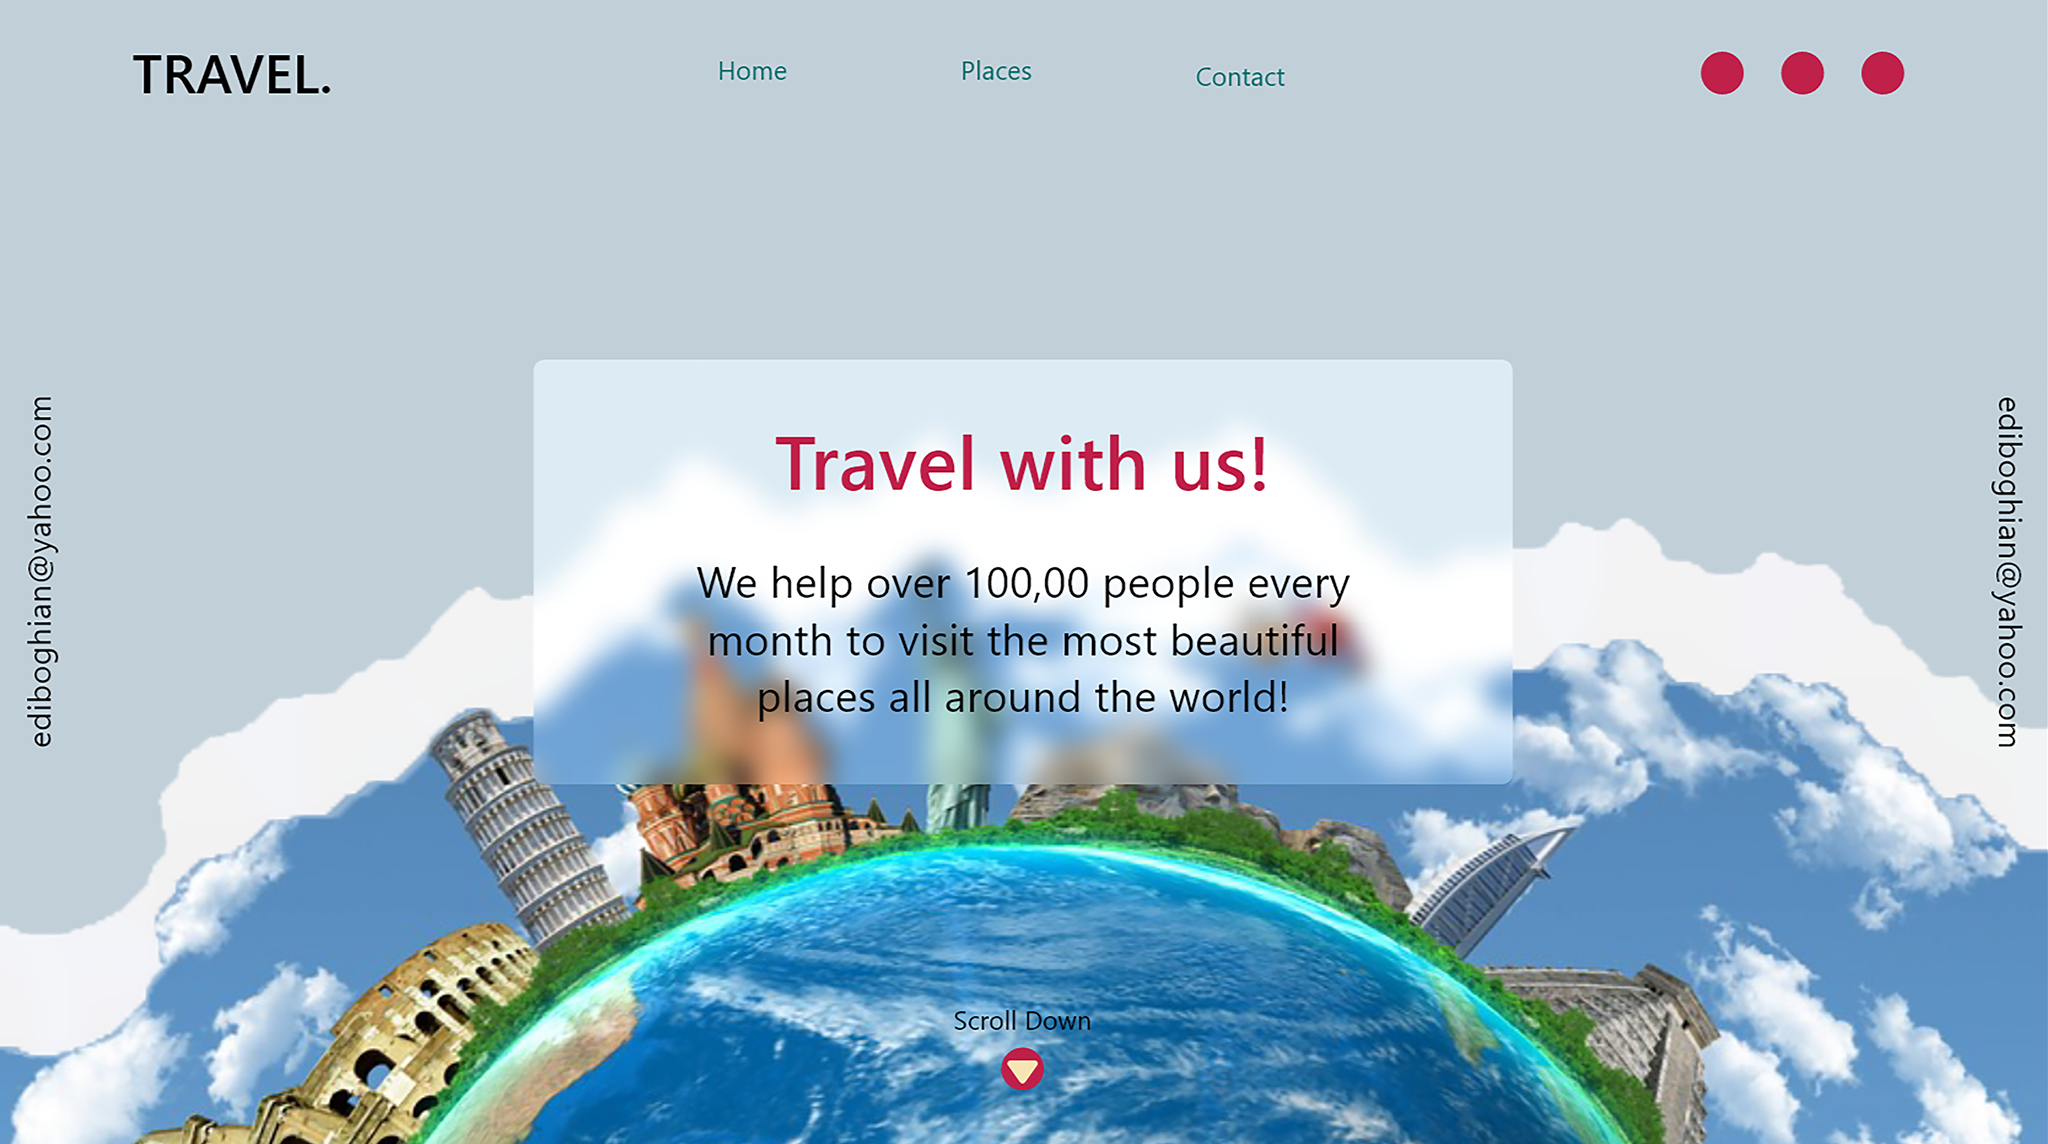 TRAVEL.
Home
Places
Contact
ediboghian@yahoo.com
Travel with us!
We help over 100,00 people every
month to visit the most beautiful
places all around the world!
ediboghian@yahoo.com
Scroll Down